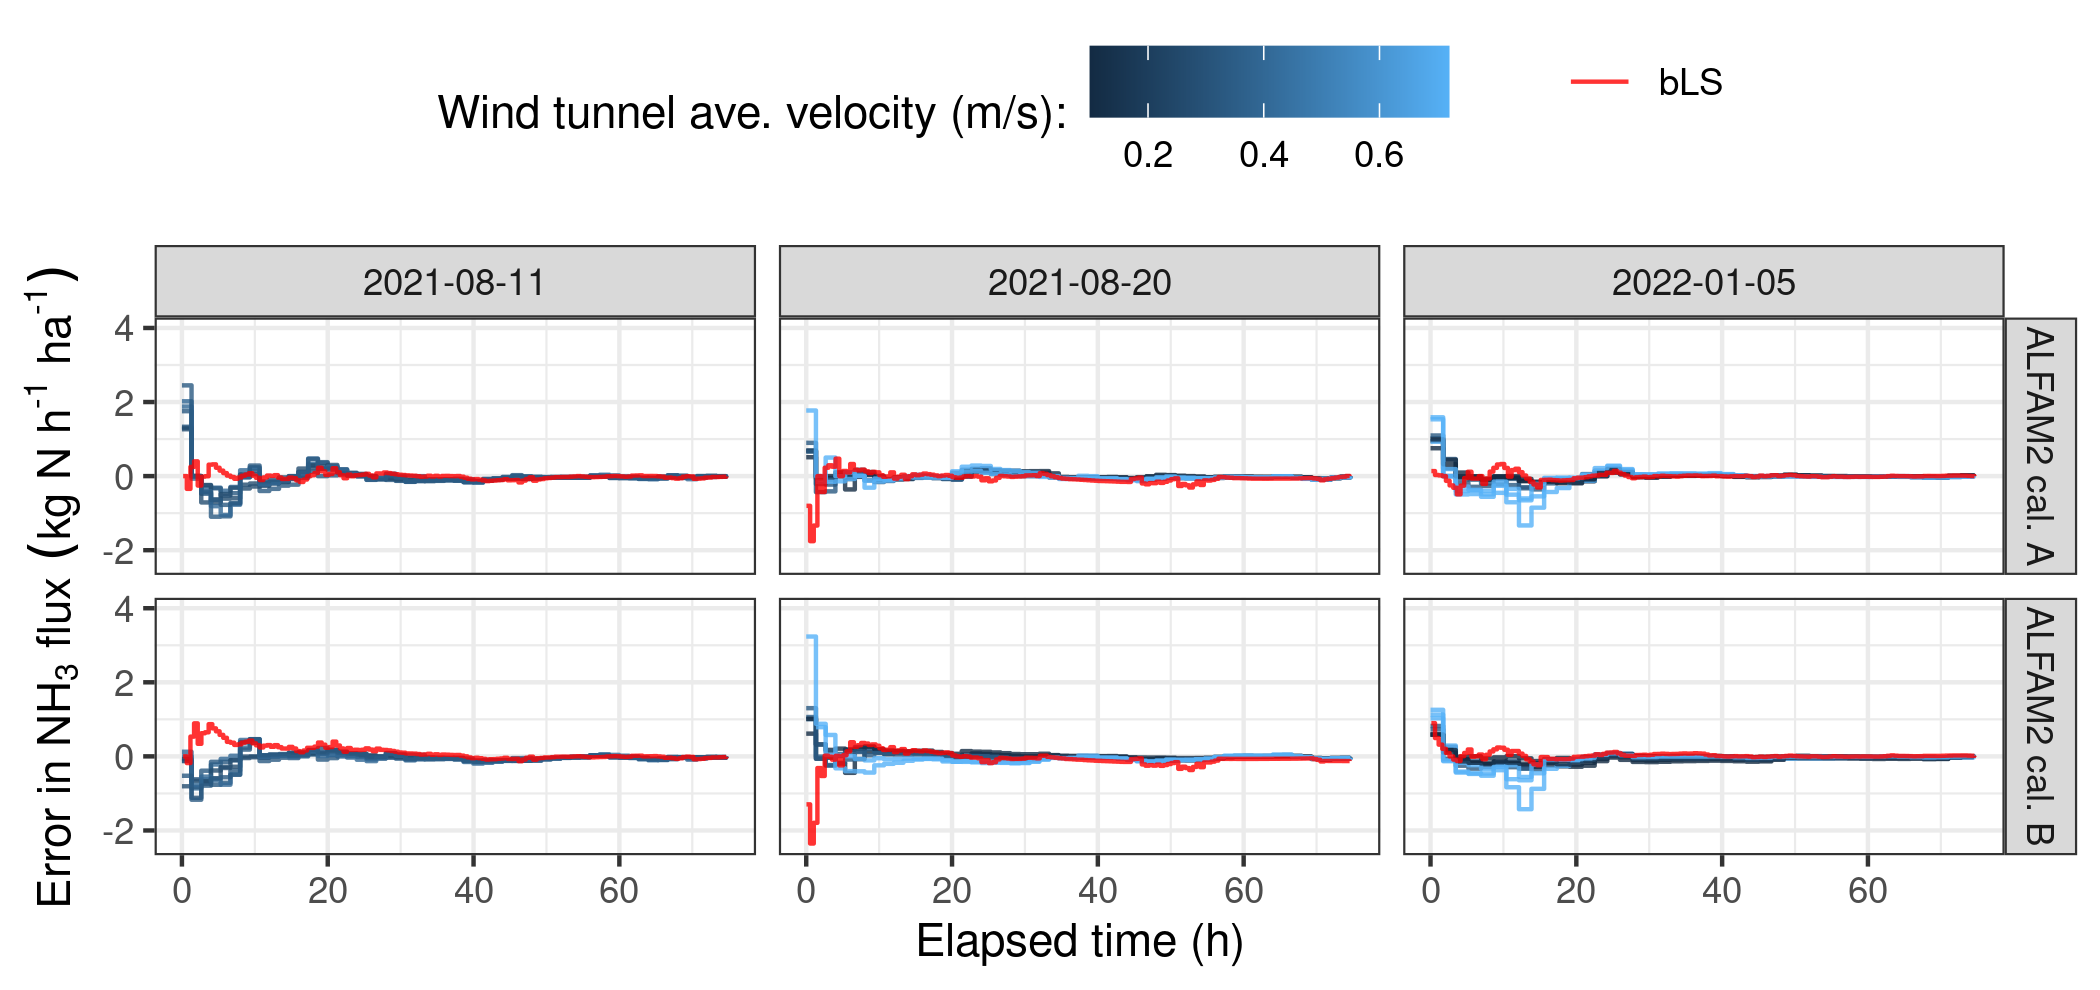 Wind tunnel ave. velocity (m/s):
0.2 0.4 0.6
bLS
2021-08-11 2021-08-20 2022-01-05
Error in NH₃ flux (kg N h⁻¹ ha⁻¹)
4
2
0
-2
ALFAM2 cal. A
4
2
0
-2
ALFAM2 cal. B
0 20 40 60 0 20 40 60 0 20 40 60
Elapsed time (h)